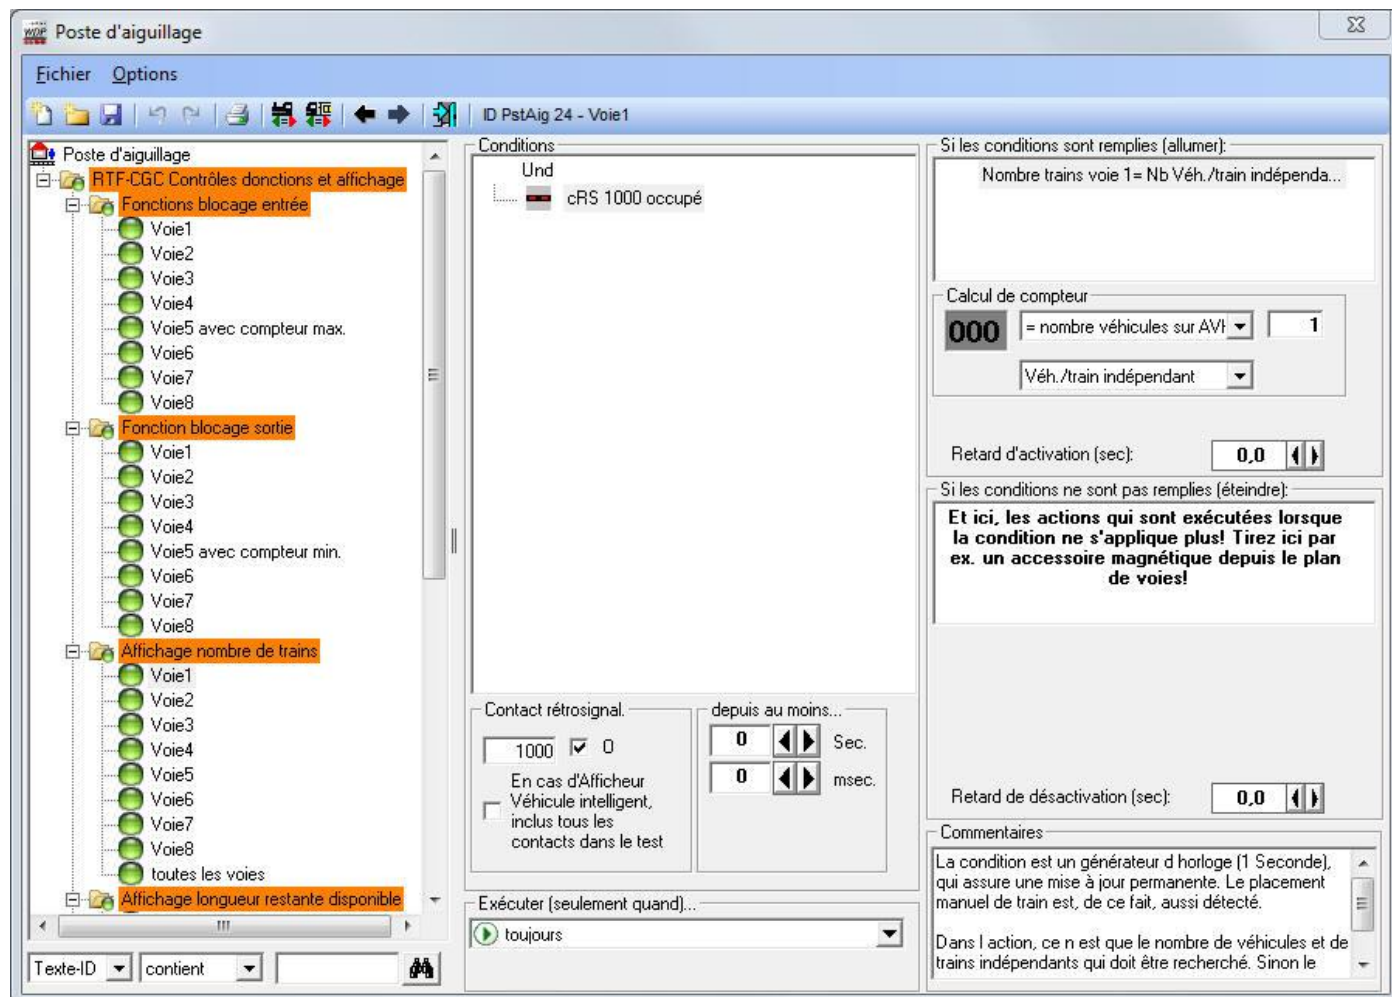 Poste d'aiguillage
Fichier Options
ID PstAig 24 - Voie1
Poste d'aiguillage
RTF-CGC Contrôles donctions et affichage
Fonctions blocage entrée
Voie1
Voie2
Voie3
Voie4
Voie5 avec compteur max.
Voie6
Voie7
Voie8
Fonction blocage sortie
Voie1
Voie2
Voie3
Voie4
Voie5 avec compteur min.
Voie6
Voie7
Voie8
Affichage nombre de trains
Voie1
Voie2
Voie3
Voie4
Voie5
Voie6
Voie7
Voie8
toutes les voies
Affichage longueur restante disponible
Texte-ID contient
Conditions
Und
cRS 1000 occupé
Contact rétrosignal.
1000 O
En cas d'Afficheur
Véhicule intelligent,
inclus tous les
contacts dans le test
depuis au moins...
0 Sec.
0 msec.
Exécuter (seulement quand)...
toujours
Si les conditions sont remplies (allumer):
Nombre trains voie 1= Nb Véh./train indépenda...
Calcul de compteur
000 = nombre véhicules sur AVI 1
Véh./train indépendant
Retard d'activation (sec): 0,0
Si les conditions ne sont pas remplies (éteindre):
Et ici, les actions qui sont exécutées lorsque
la condition ne s'applique plus! Tirez ici par
ex. un accessoire magnétique depuis le plan
de voies!
Retard de désactivation (sec): 0,0
Commentaires
La condition est un générateur d horloge (1 Seconde),
qui assure une mise à jour permanente. Le placement
manuel de train est, de ce fait, aussi détecté.
Dans l action, ce n est que le nombre de véhicules et de
trains indépendants qui doit être recherché. Sinon le